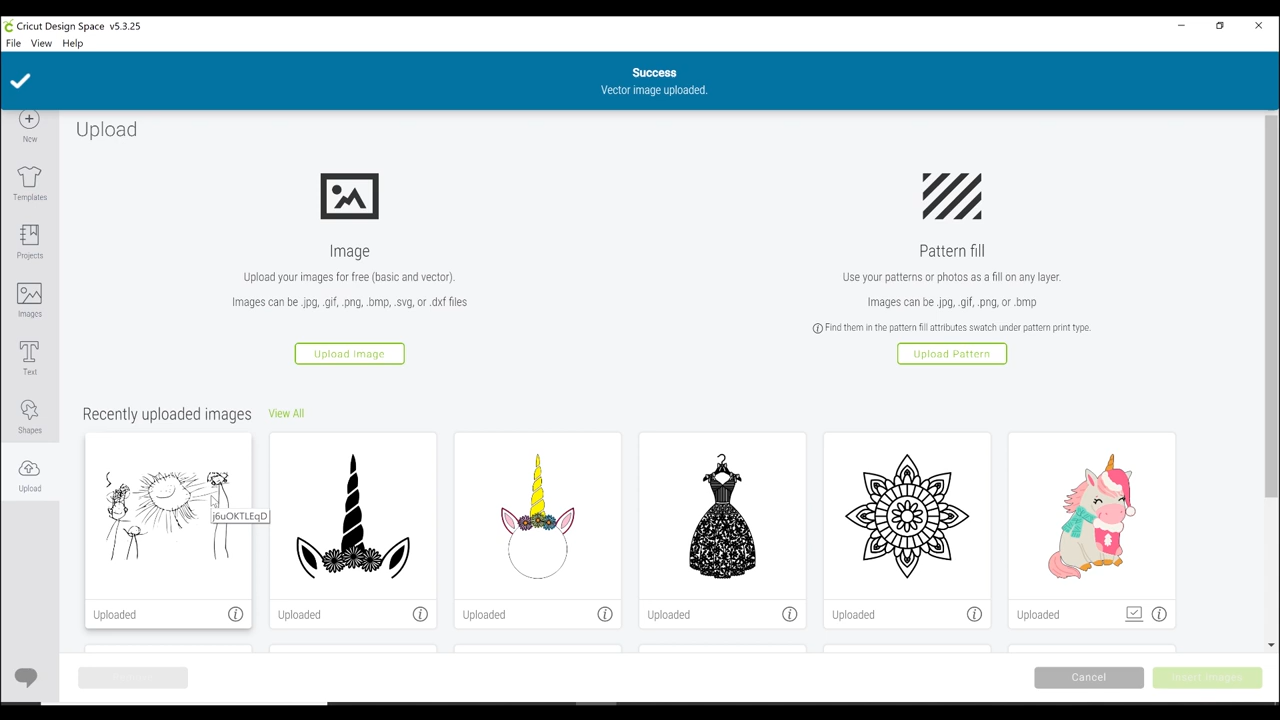 Cricut Design Space v5.3.25
File View Help
Success
Vector image uploaded.
New
Templates
Projects
Images
Text
Shapes
Upload
Upload
Image
Upload your images for free (basic and vector).
Images can be .jpg, .gif, .png, .bmp, .svg, or .dxf files
Upload Image
Pattern fill
Use your patterns or photos as a fill on any layer.
Images can be .jpg, .gif, .png, or .bmp
Find them in the pattern fill attributes swatch under pattern print type.
Upload Pattern
Recently uploaded images View All
j6uOKTLEqD
Uploaded
Uploaded
Uploaded
Uploaded
Uploaded
Uploaded
Cancel
Insert Images